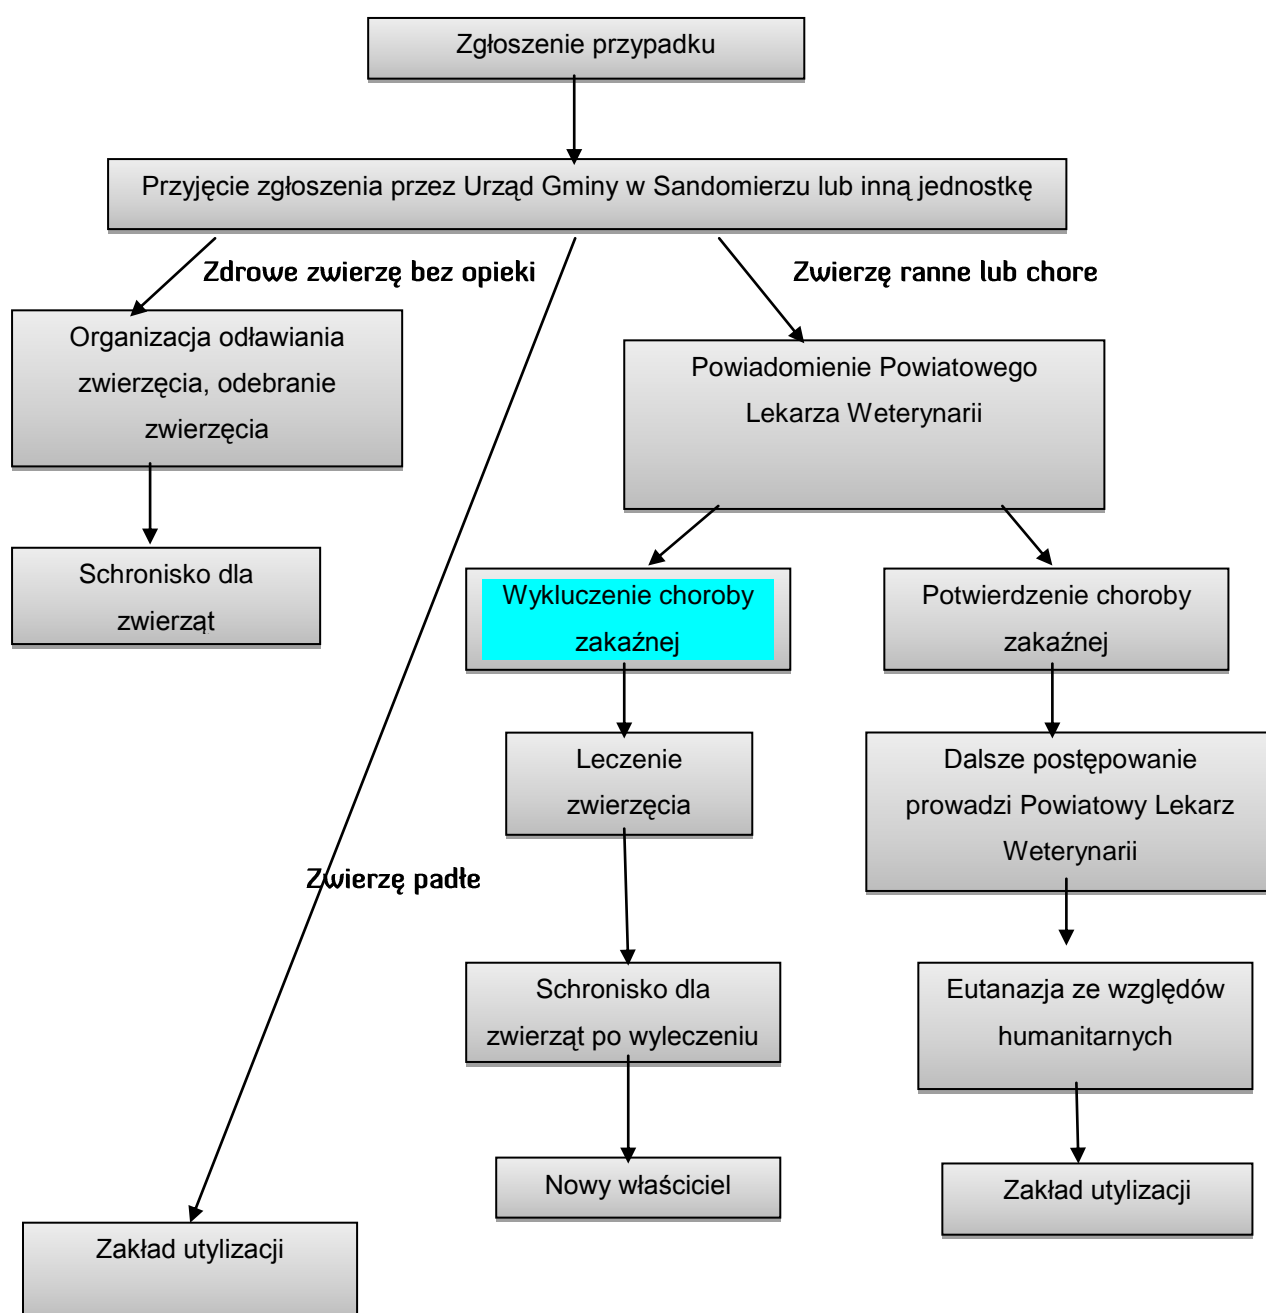 Zgłoszenie przypadku
Przyjęcie zgłoszenia przez Urząd Gminy w Sandomierzu lub inną jednostkę
Zdrowe zwierzę bez opieki
Zwierzę ranne lub chore
Organizacja odławiania
zwierzęcia, odebranie
zwierzęcia
Powiadomienie Powiatowego
Lekarza Weterynarii
Schronisko dla
zwierząt
Wykluczenie choroby
zakaźnej
Potwierdzenie choroby
zakaźnej
Leczenie
zwierzęcia
Dalsze postępowanie
prowadzi Powiatowy Lekarz
Weterynarii
Zwierzę padłe
Schronisko dla
zwierząt po wyleczeniu
Eutanazja ze względów
humanitarnych
Nowy właściciel
Zakład utylizacji
Zakład utylizacji